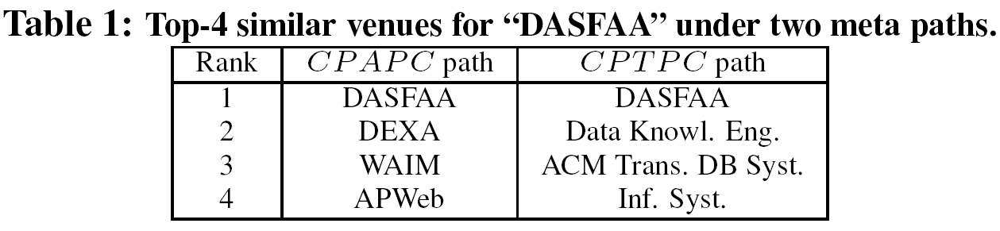 Table 1: Top-4 similar venues for “DASFAA” under two meta paths.
Rank CPAPC path CPTPC path
1 DASFAA DASFAA
2 DEXA Data Knowl. Eng.
3 WAIM ACM Trans. DB Syst.
4 APWeb Inf. Syst.